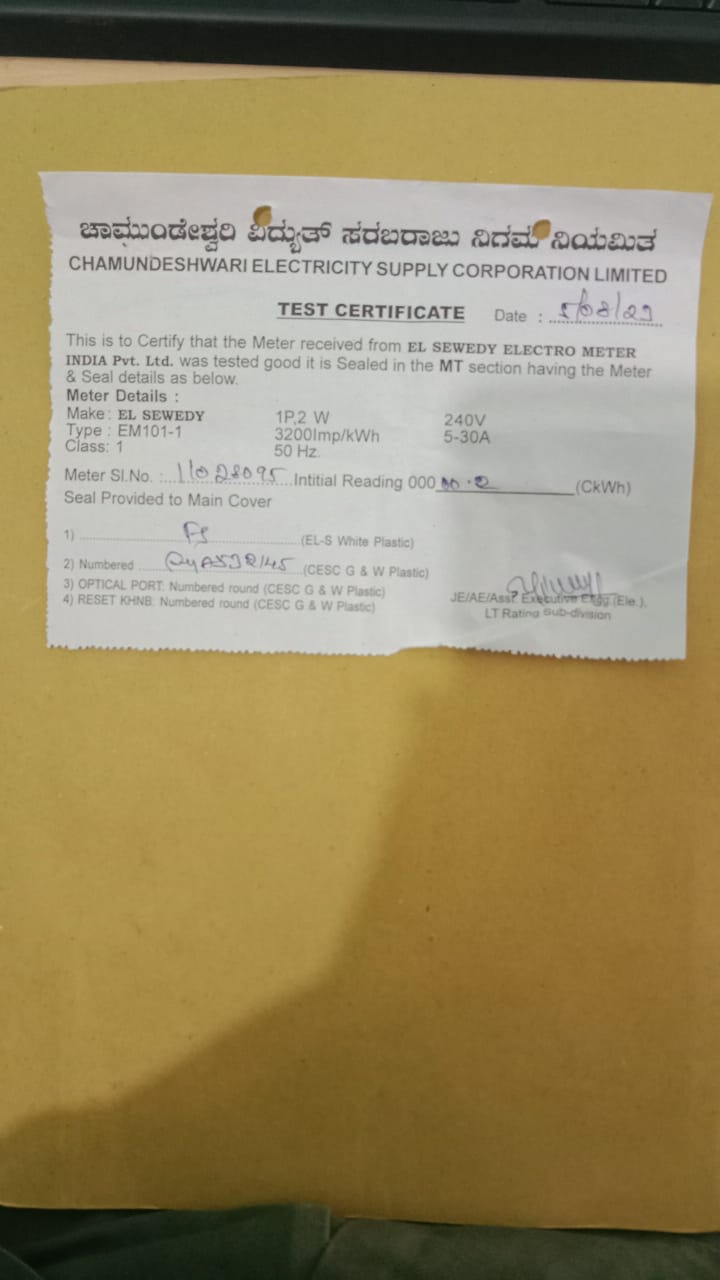 ಚಾಮುಂಡೇಶ್ವರಿ ವಿದ್ಯುತ್ ಸರಬರಾಜು ನಿಗಮ ನಿಯಮಿತ
CHAMUNDESHWARI ELECTRICITY SUPPLY CORPORATION LIMITED
TEST CERTIFICATE Date :
This is to Certify that the Meter received from EL SEWEDY ELECTRO METER
INDIA Pvt. Ltd. was tested good it is Sealed in the MT section having the Meter
& Seal details as below.
Meter Details :
Make : EL SEWEDY 1P,2 W 240V
Type : EM101-1 3200Imp/kWh 5-30A
Class: 1 50 Hz.
Meter Sl.No. : 11028095 Intitial Reading 000 (CkWh)
Seal Provided to Main Cover
1) (EL-S White Plastic)
2) Numbered (CESC G & W Plastic)
3) OPTICAL PORT: Numbered round (CESC G & W Plastic)
4) RESET KHNB: Numbered round (CESC G & W Plastic)
JE/AE/Asst. Executive Engg (Ele.),
LT Rating Sub-division